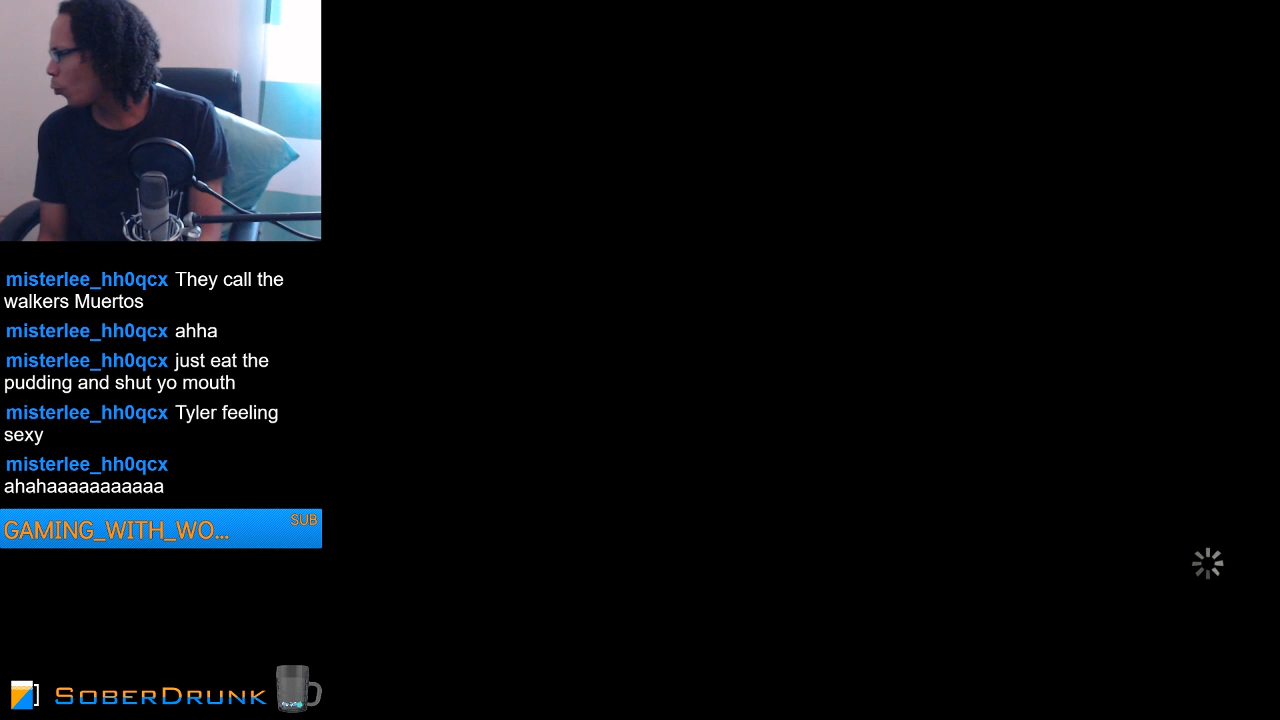 misterlee_hh0qcx They call the
walkers Muertos
misterlee_hh0qcx ahha
misterlee_hh0qcx just eat the
pudding and shut yo mouth
misterlee_hh0qcx Tyler feeling
sexy
misterlee_hh0qcx
ahahaaaaaaaaaaa
GAMING_WITH_WO... SUB
SOBERDRUNK